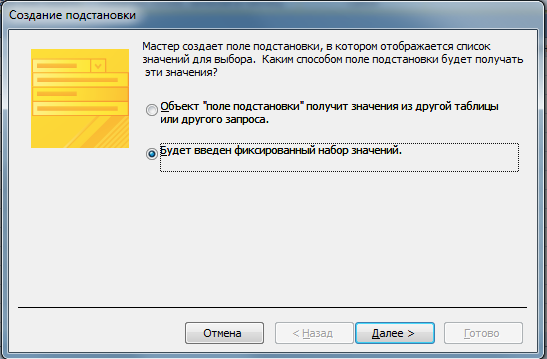 Создание подстановки
Мастер создает поле подстановки, в котором отображается список
значений для выбора. Каким способом поле подстановки будет получать
эти значения?
Объект "поле подстановки" получит значения из другой таблицы
или другого запроса.
Будет введен фиксированный набор значений.
Отмена
< Назад
Далее >
Готово